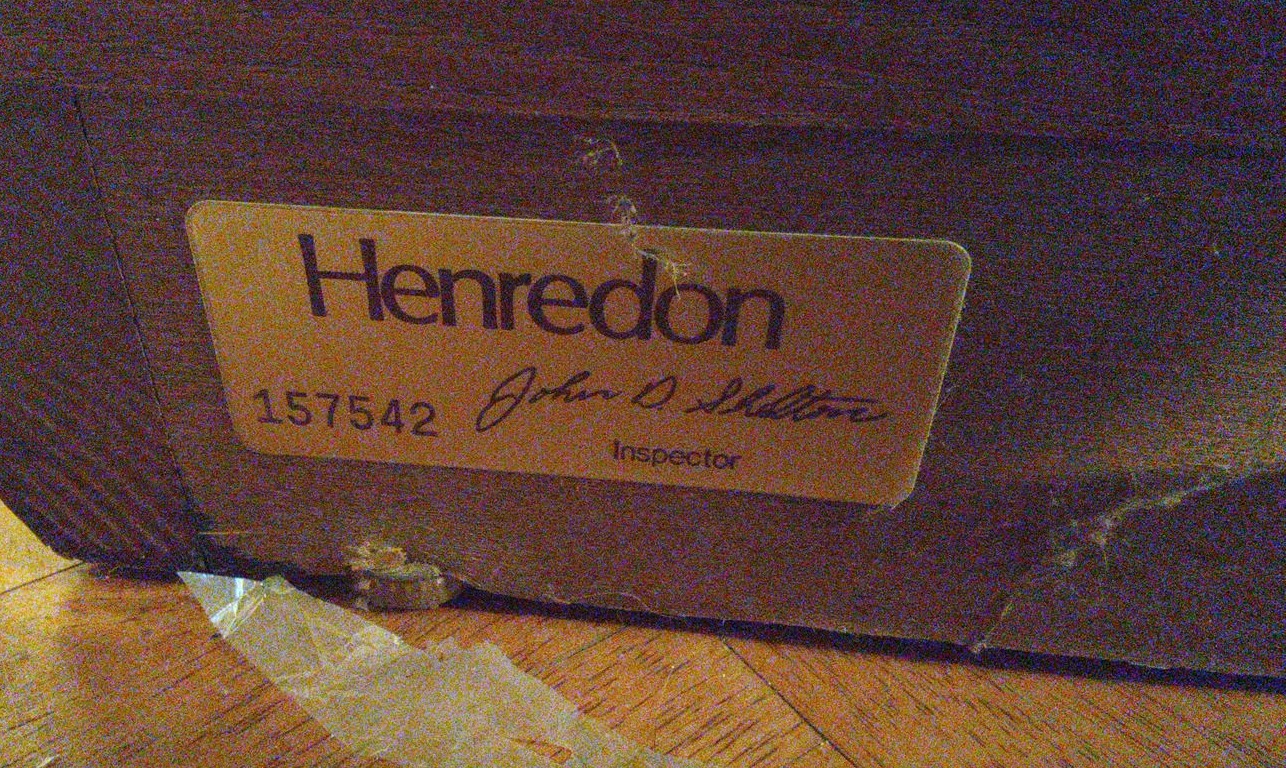 Henredon
157542 John D. Shelton
Inspector